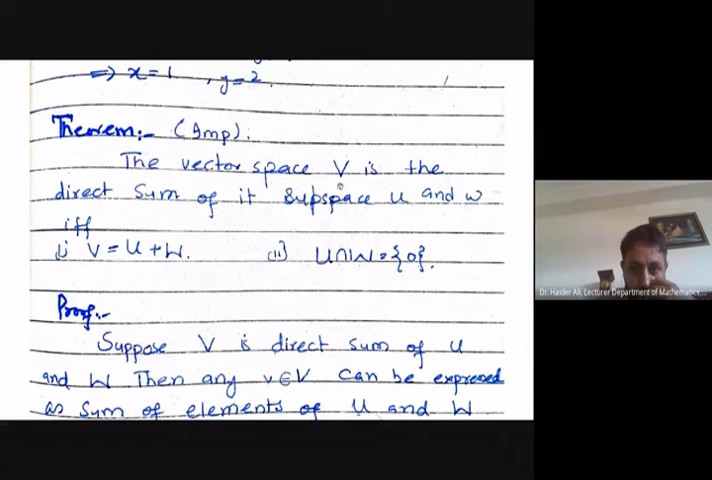 => x=1 , y=2
Theorem:- (Imp).
The vector space V is the
direct sum of it subspace U and W
iff
i) V = U + W. (ii) U∩W = {0}.
Proof:-
Suppose V is direct sum of U
and W Then any v∈V can be expressed
as sum of elements of U and W
Dr. Haider Ali, Lecturer Department of Mathematics,...